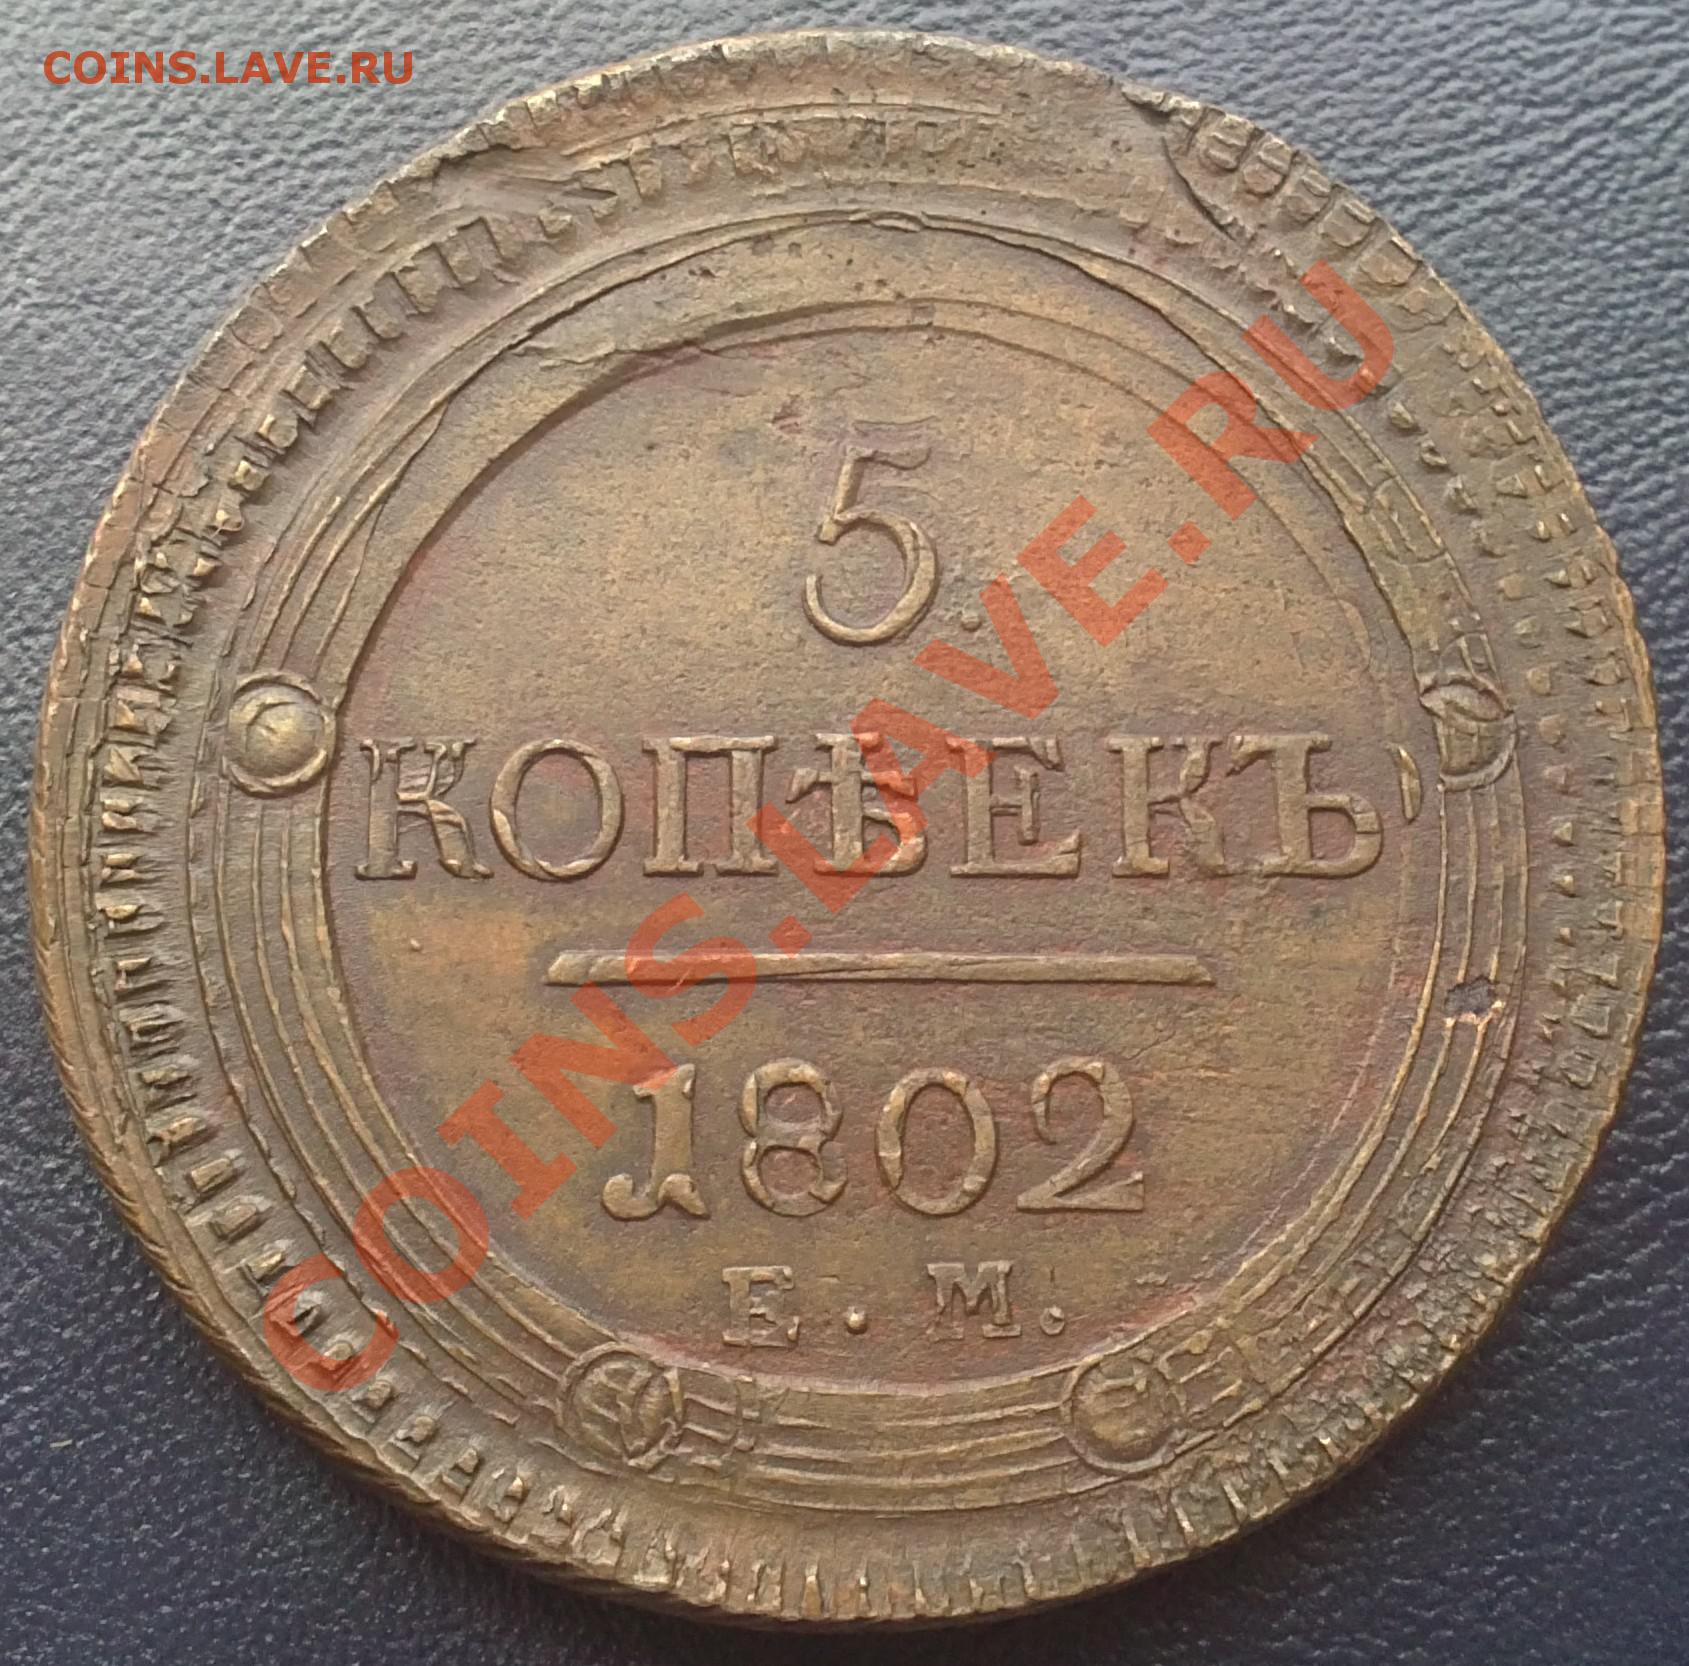 COINS.LAVE.RU
5.
КОПѢЕКЪ
1802
Е.М.
COINS.LAVE.RU